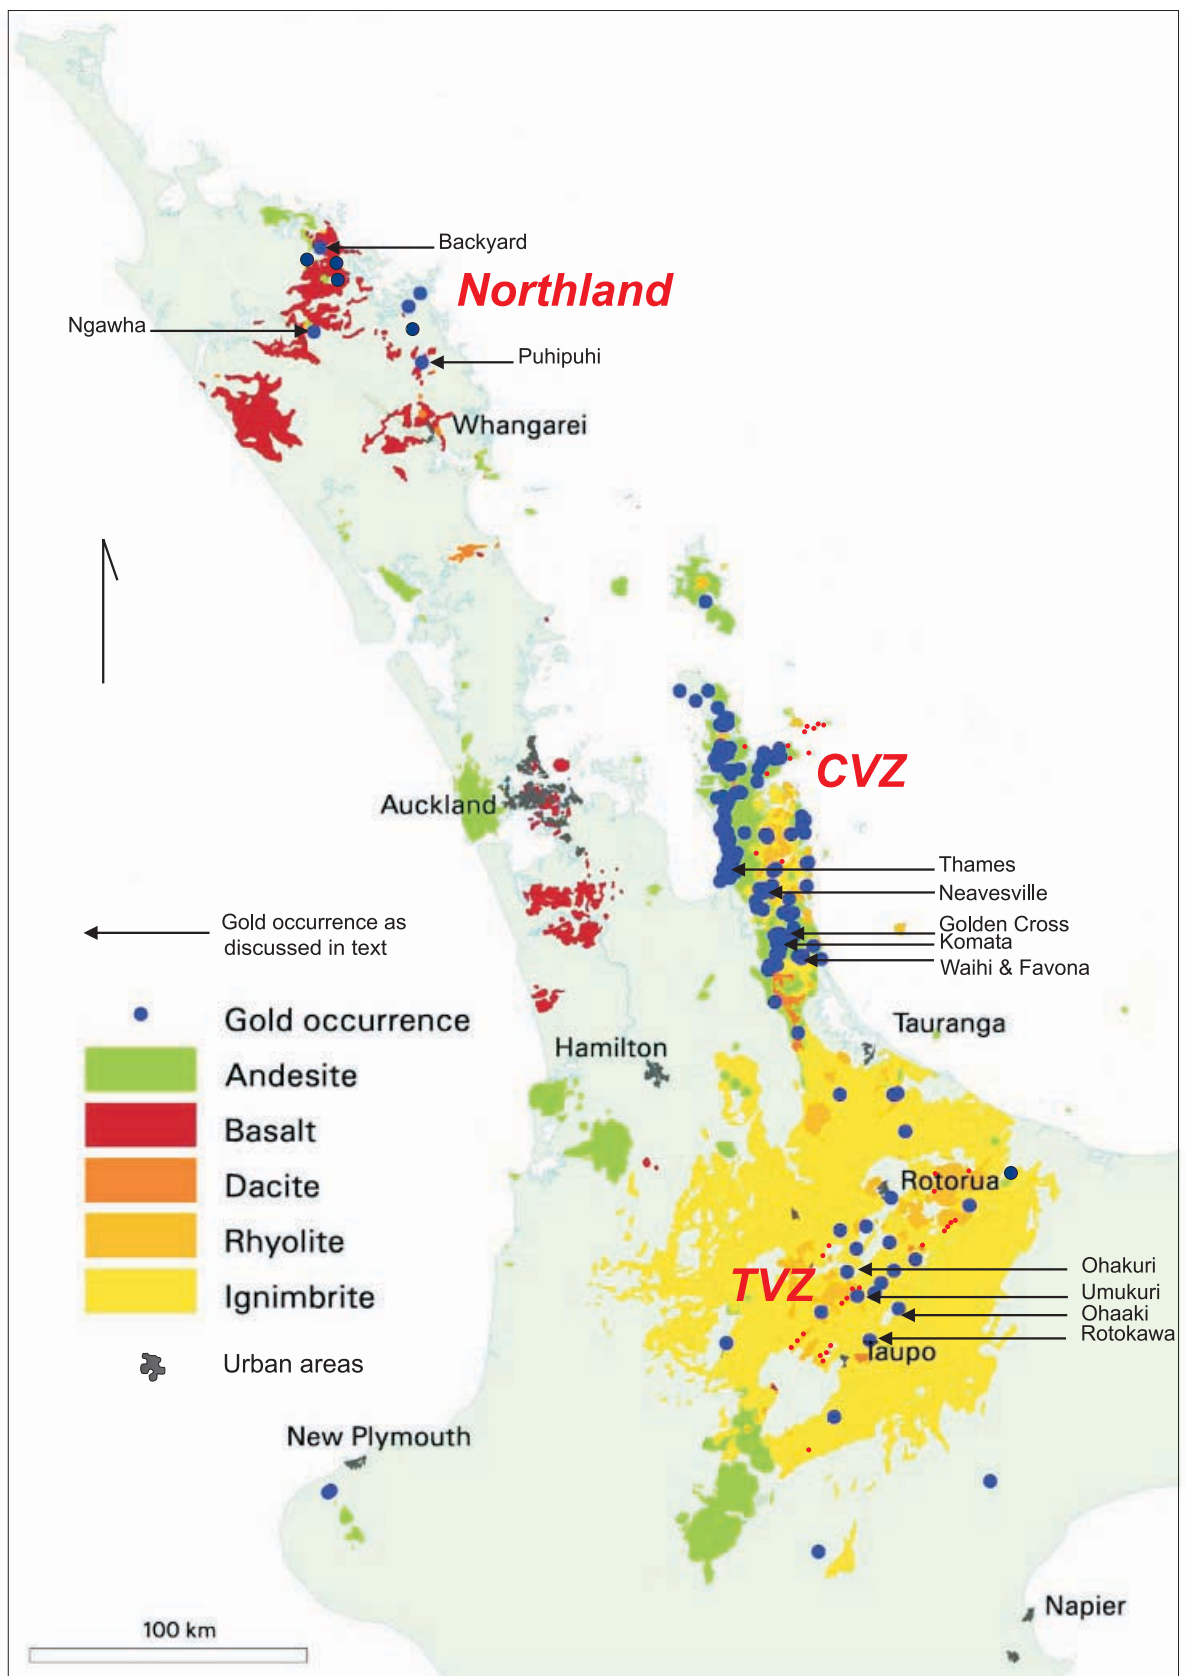 Backyard
Northland
Ngawha
Puhipuhi
Whangarei
CVZ
Auckland
Thames
Neavesville
Golden Cross
Komata
Waihi & Favona
Gold occurrence as
discussed in text
Gold occurrence
Andesite
Basalt
Dacite
Rhyolite
Ignimbrite
Urban areas
Tauranga
Hamilton
Rotorua
TVZ
Ohakuri
Umukuri
Ohaaki
Rotokawa
Taupo
New Plymouth
Napier
100 km